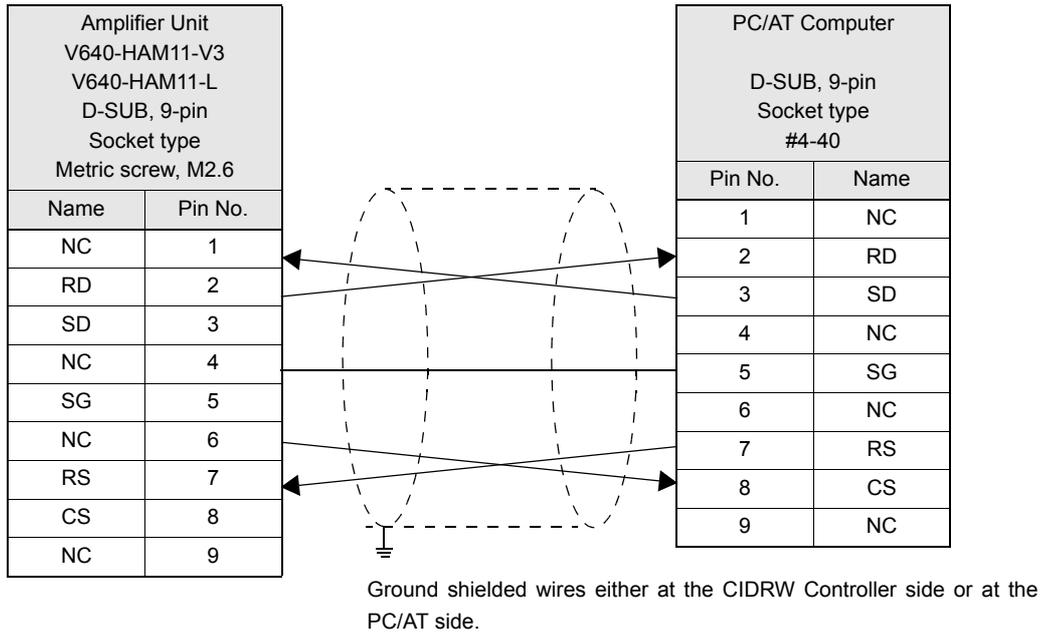 Amplifier Unit
V640-HAM11-V3
V640-HAM11-L
D-SUB, 9-pin
Socket type
Metric screw, M2.6
Name Pin No.
NC 1
RD 2
SD 3
NC 4
SG 5
NC 6
RS 7
CS 8
NC 9
PC/AT Computer
D-SUB, 9-pin
Socket type
#4-40
Pin No. Name
1 NC
2 RD
3 SD
4 NC
5 SG
6 NC
7 RS
8 CS
9 NC
Ground shielded wires either at the CIDRW Controller side or at the
PC/AT side.